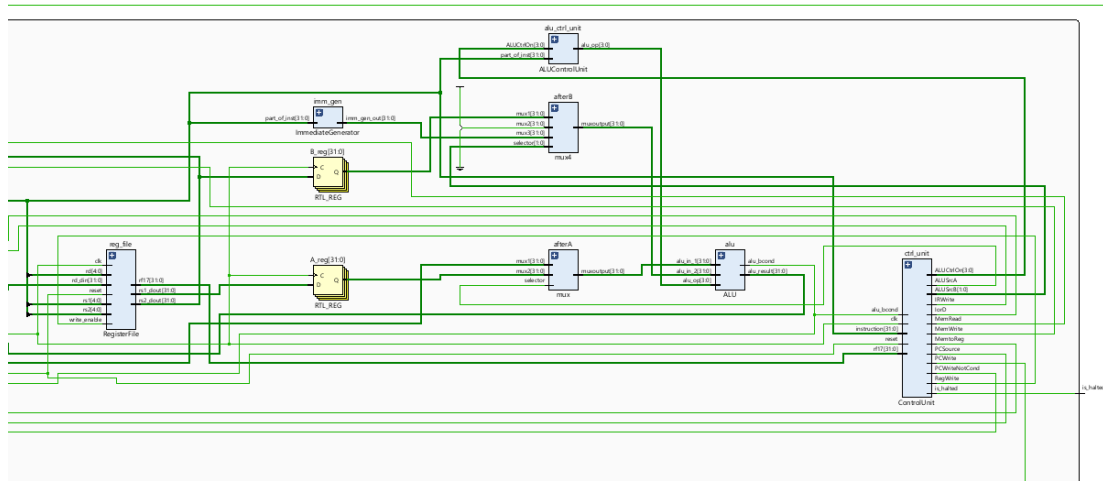 alu_ctrl_unit
ALUCtrlOn[3:0]
alu_op[3:0]
part_of_inst[31:0]
ALUControlUnit
imm_gen
part_of_inst[31:0]
imm_gen_out[31:0]
ImmediateGenerator
afterB
mux1[31:0]
mux2[31:0]
muxoutput[31:0]
mux3[31:0]
selector[1:0]
mux4
B_reg[31:0]
C
Q
D
RTL_REG
reg_file
clk
rd[4:0]
rd_din[31:0]
rf17[31:0]
reset
rs1_dout[31:0]
rs1[4:0]
rs2_dout[31:0]
rs2[4:0]
write_enable
RegisterFile
A_reg[31:0]
C
Q
D
RTL_REG
afterA
mux1[31:0]
mux2[31:0]
muxoutput[31:0]
selector
mux
alu
alu_in_1[31:0]
alu_bcond
alu_in_2[31:0]
alu_result[31:0]
alu_op[3:0]
ALU
ctrl_unit
ALUCtrlOn[3:0]
ALUSrcA
ALUSrcB[1:0]
IRWrite
IorD
alu_bcond
MemRead
clk
MemWrite
instruction[31:0]
MemtoReg
reset
PCSource
rf17[31:0]
PCWrite
PCWriteNotCond
RegWrite
is_halted
ControlUnit
is_halted